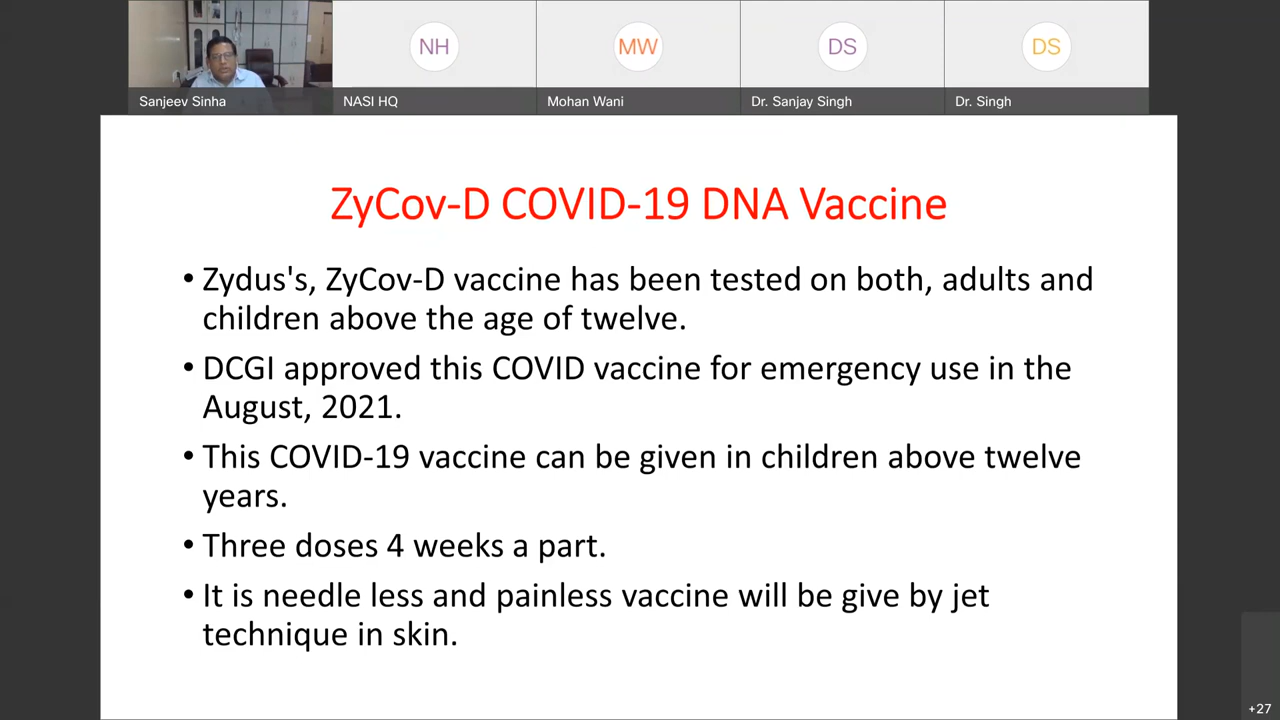 NH
MW
DS
DS
Sanjeev Sinha
NASI HQ
Mohan Wani
Dr. Sanjay Singh
Dr. Singh
ZyCov-D COVID-19 DNA Vaccine
• Zydus's, ZyCov-D vaccine has been tested on both, adults and
children above the age of twelve.
• DCGI approved this COVID vaccine for emergency use in the
August, 2021.
• This COVID-19 vaccine can be given in children above twelve
years.
• Three doses 4 weeks a part.
• It is needle less and painless vaccine will be give by jet
technique in skin.
+27